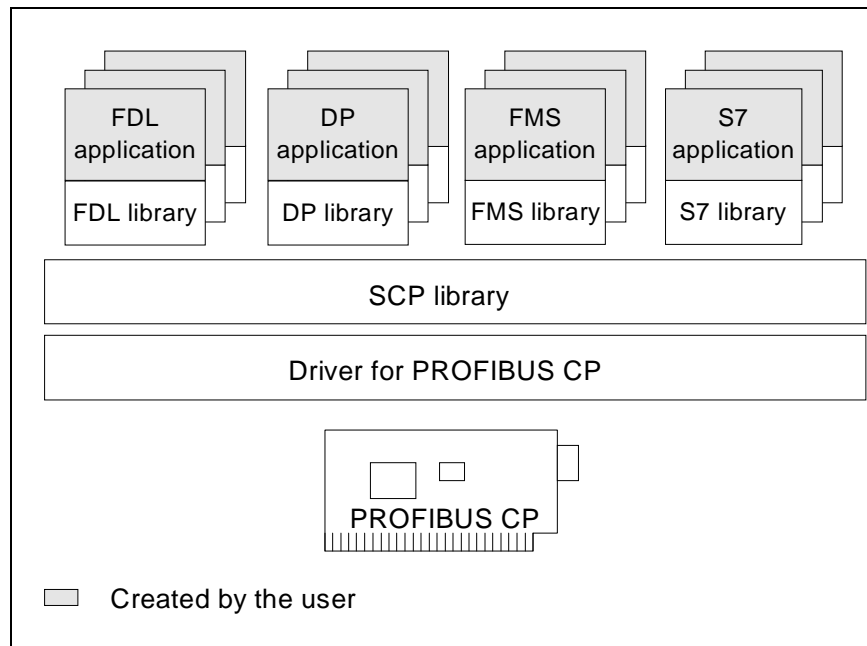 FDL
application
FDL library
DP
application
DP library
FMS
application
FMS library
S7
application
S7 library
SCP library
Driver for PROFIBUS CP
PROFIBUS CP
Created by the user